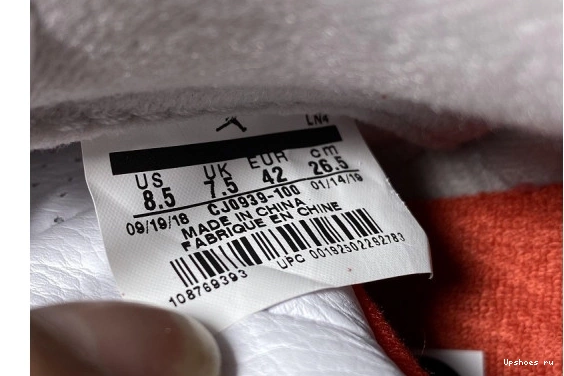 LN4
US UK EUR cm
8.5 7.5 42 26.5
CJ0939-100
09/19/18 01/14/19
MADE IN CHINA
FABRIQUE EN CHINE
108769393 UPC 00192502292783
Upshoes ru